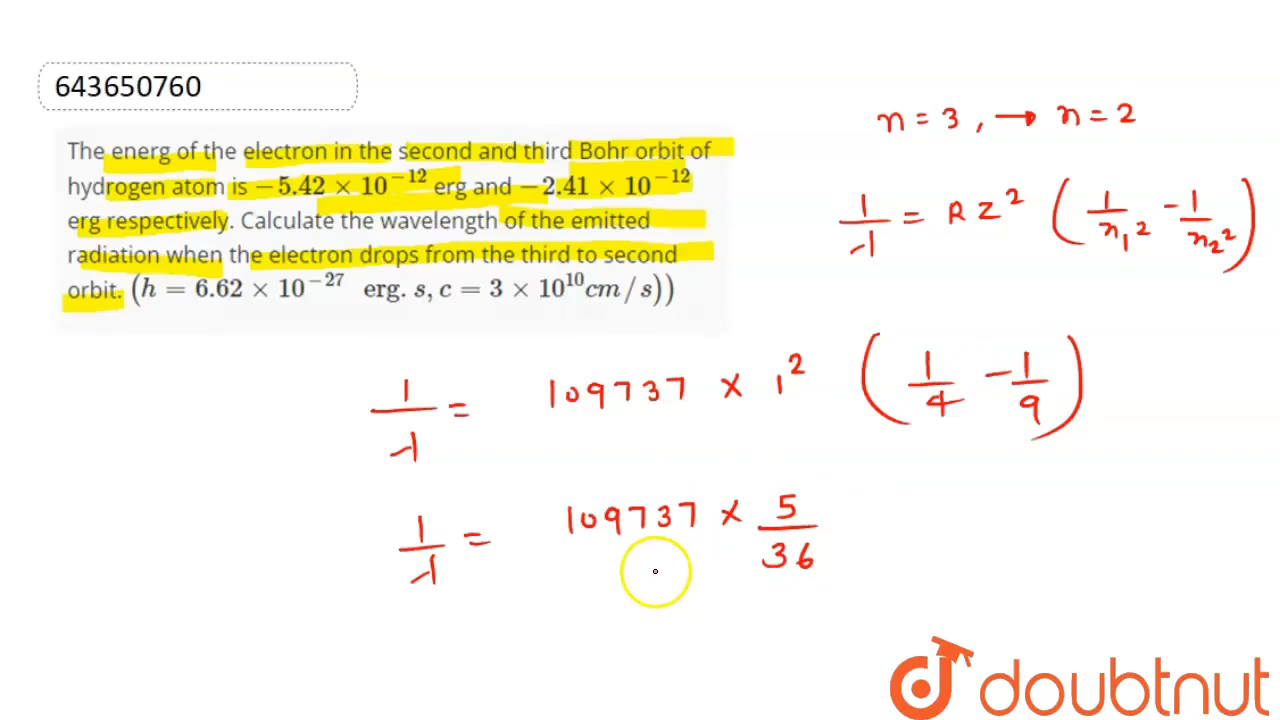 643650760
The energ of the electron in the second and third Bohr orbit of
hydrogen atom is −5.42 × 10⁻¹² erg and −2.41 × 10⁻¹²
erg respectively. Calculate the wavelength of the emitted
radiation when the electron drops from the third to second
orbit. (h = 6.62 × 10⁻²⁷ erg. s, c = 3 × 10¹⁰cm/s))
n = 3, → n = 2
1/λ = R Z² (1/n₁² − 1/n₂²)
1/λ = 109737 × 1² (1/4 − 1/9)
1/λ = 109737 × 5/36
doubtnut